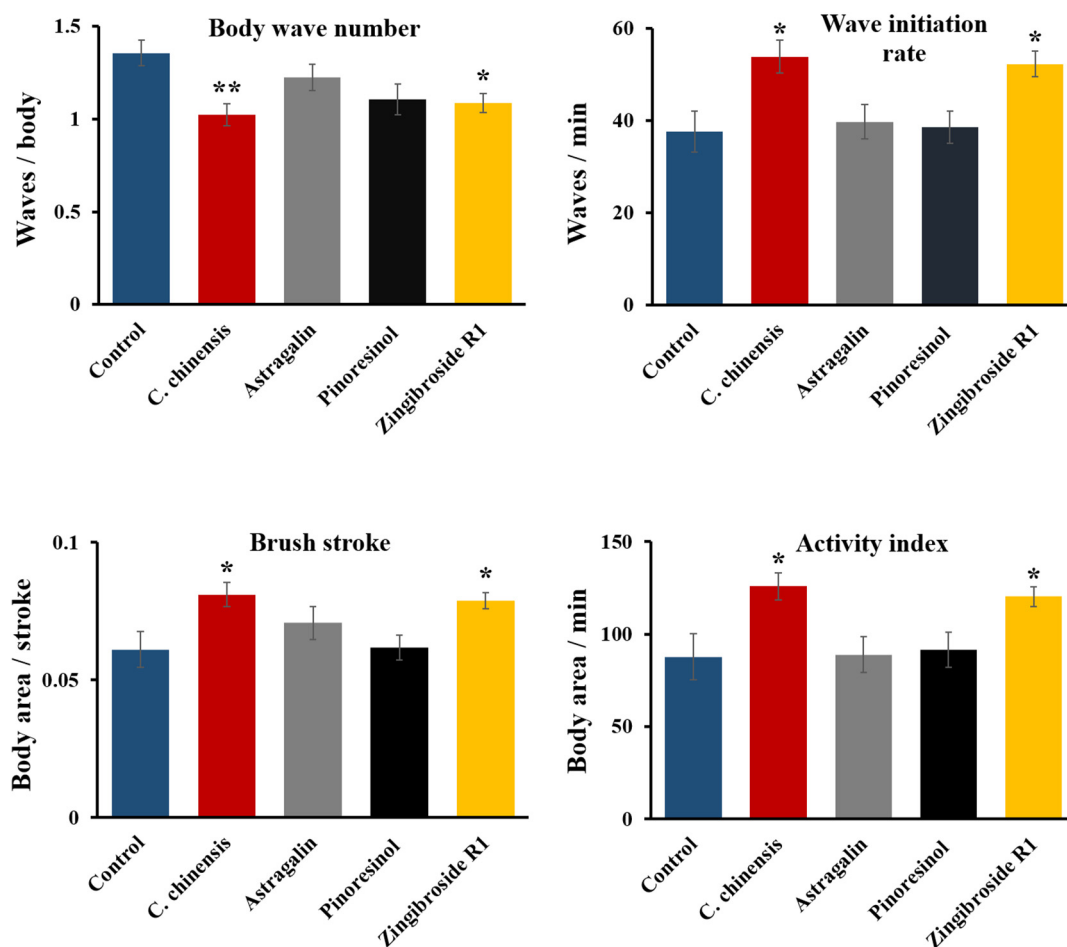 Body wave number
Waves / body
1.5
1
0.5
0
**
*
Control
C. chinensis
Astragalin
Pinoresinol
Zingibroside R1
Wave initiation
rate
Waves / min
60
40
20
0
*
*
Control
C. chinensis
Astragalin
Pinoresinol
Zingibroside R1
Brush stroke
Body area / stroke
0.1
0.05
0
*
*
Control
C. chinensis
Astragalin
Pinoresinol
Zingibroside R1
Activity index
Body area / min
150
100
50
0
*
*
Control
C. chinensis
Astragalin
Pinoresinol
Zingibroside R1